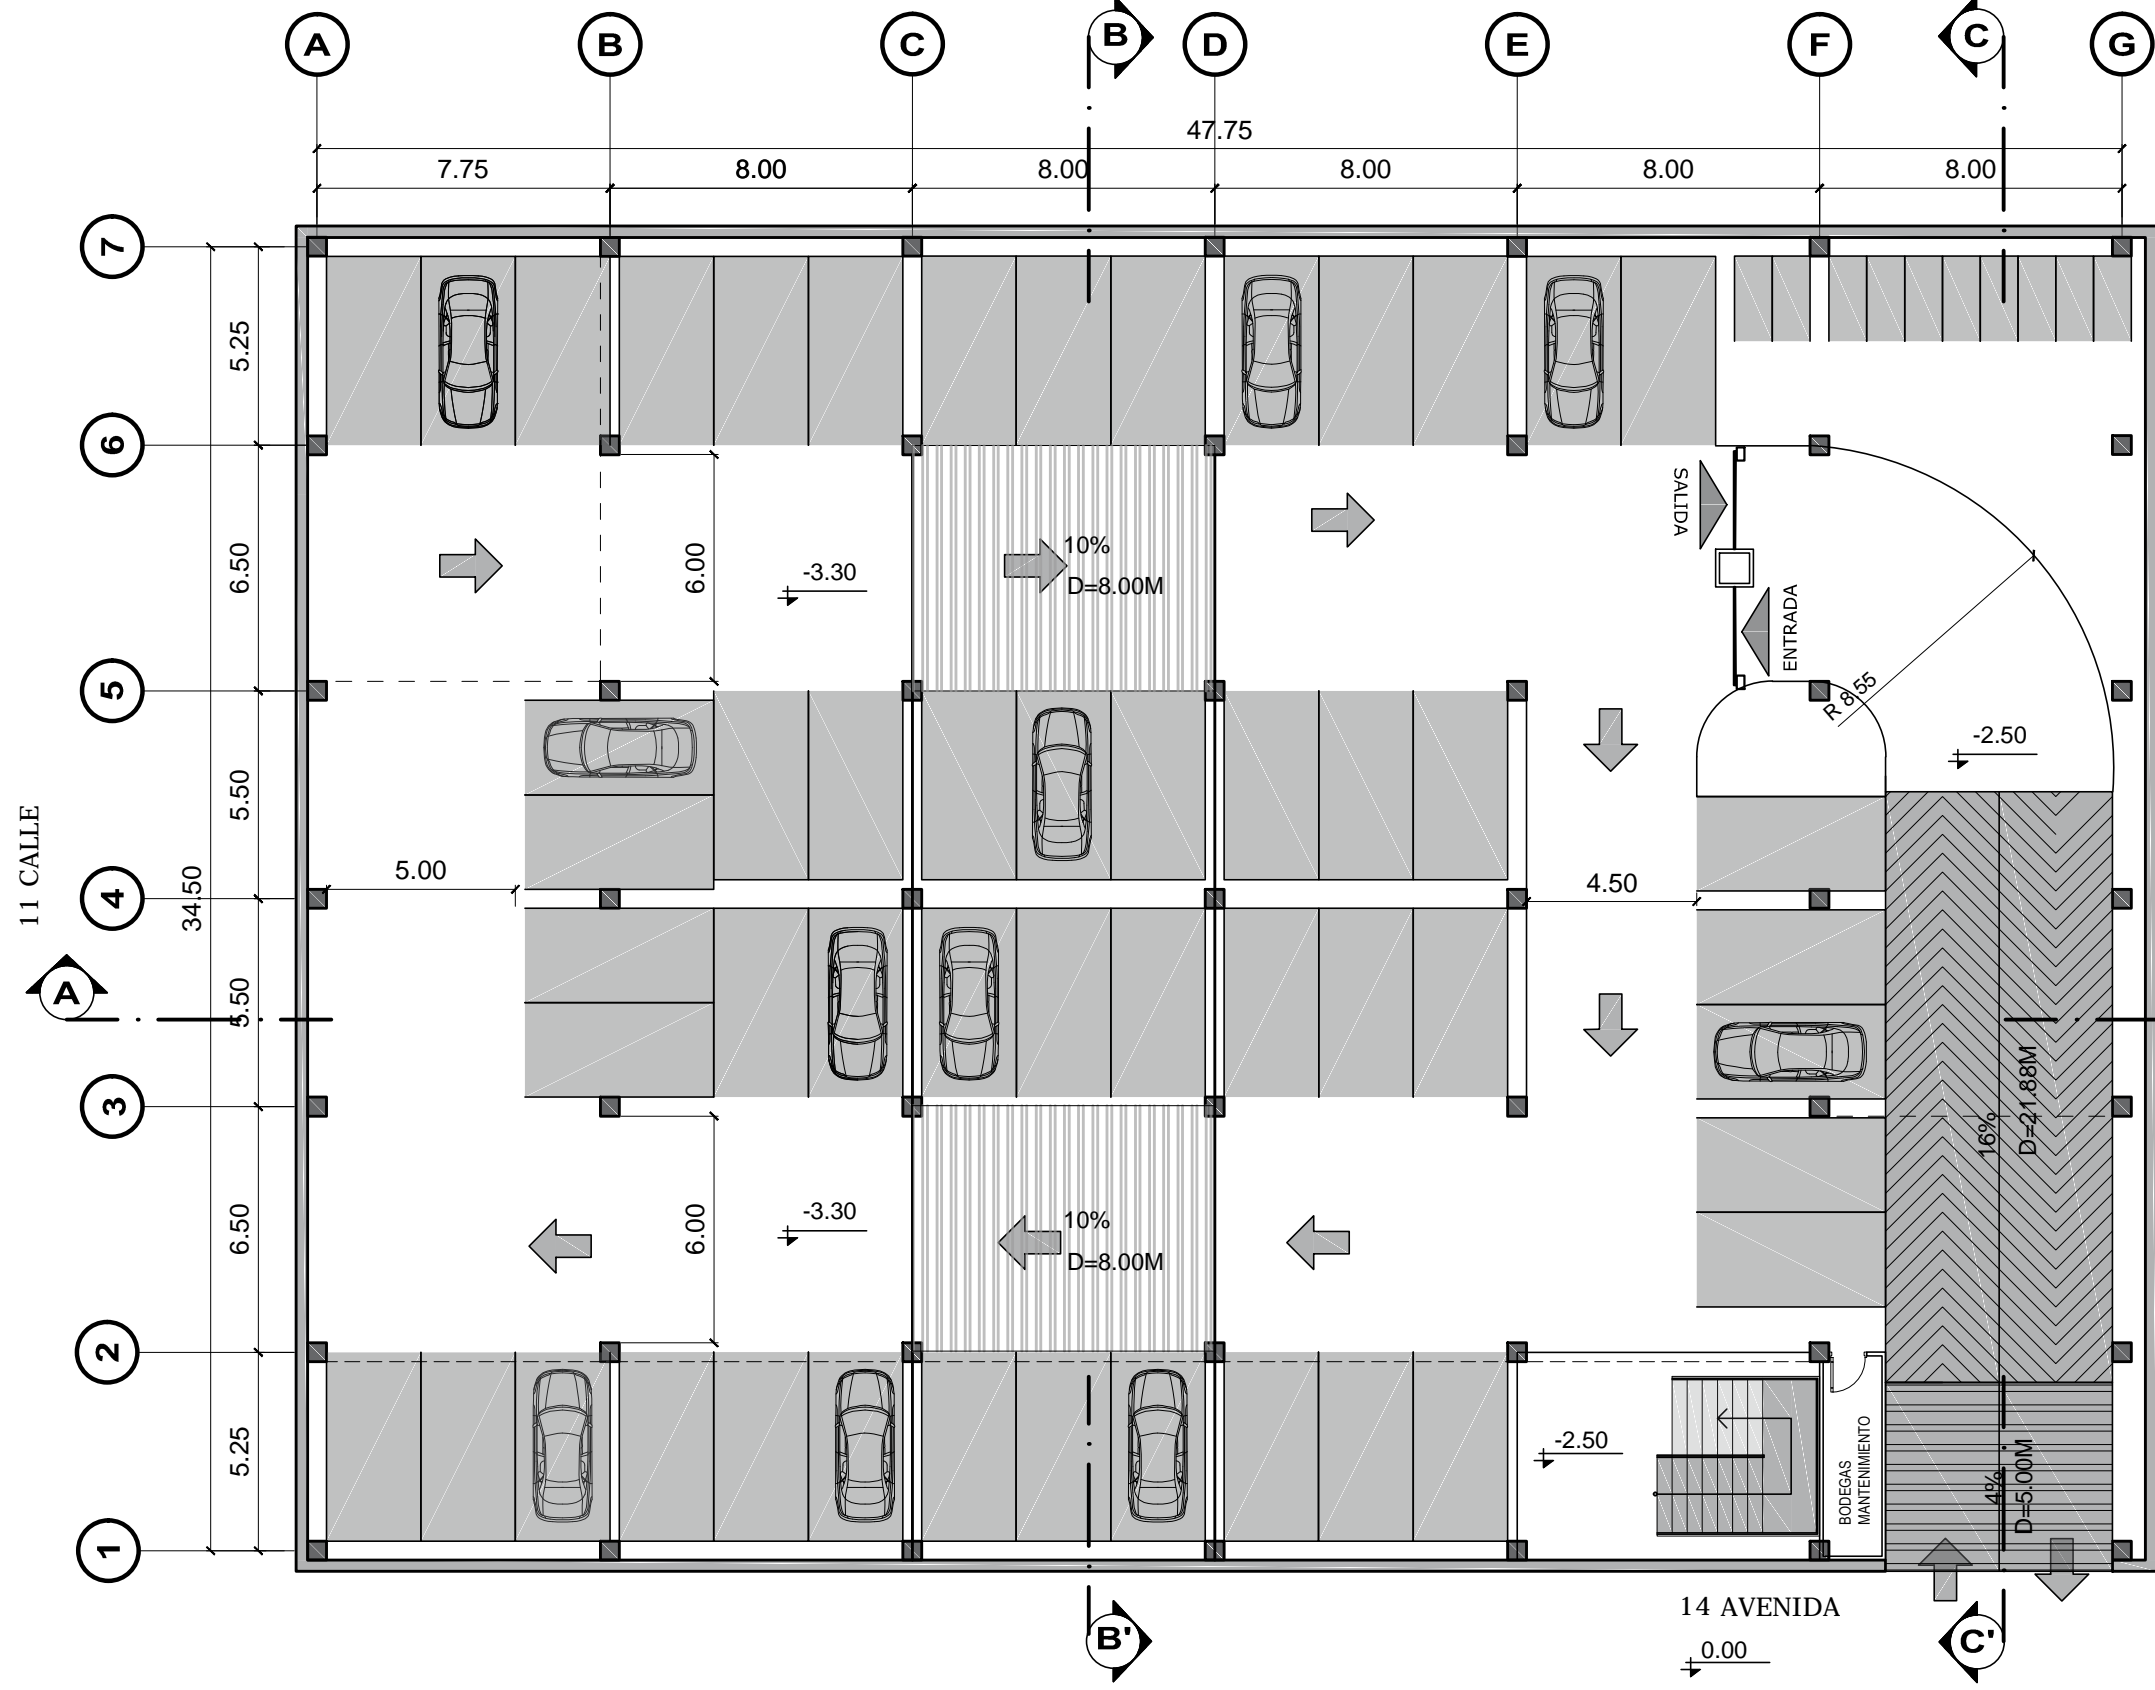 A B C B D E F C G
47.75
7.75 8.00 8.00 8.00 8.00 8.00
7
5.25
6
SALIDA
10%
6.50 6.00 -3.30 D=8.00M
ENTRADA
5
R 8.55
-2.50
5.50
11 CALLE
5.00 4.50
4
34.50
A
5.50
D=21.88M
16%
3
10%
6.50 6.00 -3.30
D=8.00M
2
-2.50
5.25
BODEGAS
MANTENIMIENTO
4%
D=5.00M
1
14 AVENIDA
B' C'
0.00